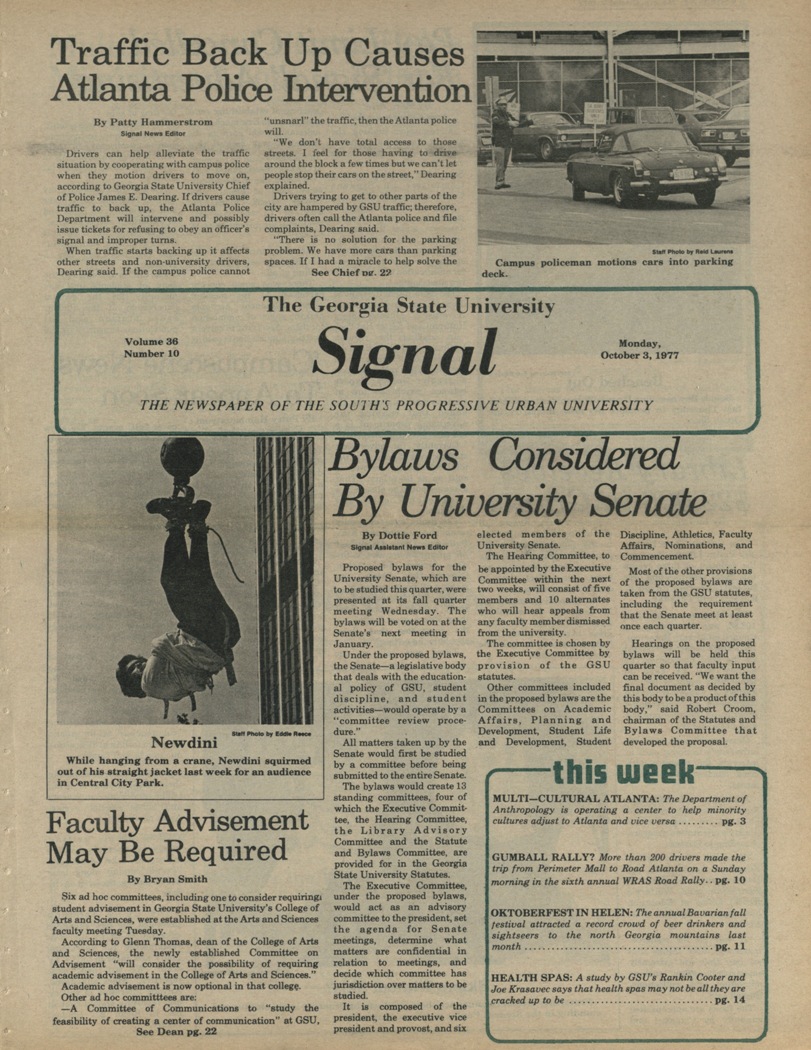 Traffic Back Up Causes
Atlanta Police Intervention
By Patty Hammerstrom
Signal News Editor
Drivers can help alleviate the traffic
situation by cooperating with campus police
when they motion drivers to move on,
according to Georgia State University Chief
of Police James E. Dearing. If drivers cause
traffic to back up, the Atlanta Police
Department will intervene and possibly
issue tickets for refusing to obey an officer's
signal and improper turns.
When traffic starts backing up it affects
other streets and non-university drivers,
Dearing said. If the campus police cannot
"unsnarl" the traffic, then the Atlanta police
will.
"We don't have total access to those
streets. I feel for those having to drive
around the block a few times but we can't let
people stop their cars on the street," Dearing
explained.
Drivers trying to get to other parts of the
city are hampered by GSU traffic; therefore,
drivers often call the Atlanta police and file
complaints, Dearing said.
"There is no solution for the parking
problem. We have more cars than parking
spaces. If I had a miracle to help solve the
See Chief pg. 22
Staff Photo by Reid Laurens
Campus policeman motions cars into parking
deck.
The Georgia State University
Volume 36
Number 10
Signal
Monday,
October 3, 1977
THE NEWSPAPER OF THE SOUTH'S PROGRESSIVE URBAN UNIVERSITY
Staff Photo by Eddie Reece
Newdini
While hanging from a crane, Newdini squirmed
out of his straight jacket last week for an audience
in Central City Park.
Faculty Advisement
May Be Required
By Bryan Smith
Six ad hoc committees, including one to consider requiring
student advisement in Georgia State University's College of
Arts and Sciences, were established at the Arts and Sciences
faculty meeting Tuesday.
According to Glenn Thomas, dean of the College of Arts
and Sciences, the newly established Committee on
Advisement "will consider the possibility of requiring
academic advisement in the College of Arts and Sciences."
Academic advisement is now optional in that college.
Other ad hoc committtees are:
—A Committee of Communications to "study the
feasibility of creating a center of communication" at GSU,
See Dean pg. 22
Bylaws Considered
By University Senate
By Dottie Ford
Signal Assistant News Editor
Proposed bylaws for the
University Senate, which are
to be studied this quarter, were
presented at its fall quarter
meeting Wednesday. The
bylaws will be voted on at the
Senate's next meeting in
January.
Under the proposed bylaws,
the Senate—a legislative body
that deals with the education-
al policy of GSU, student
discipline, and student
activities—would operate by a
"committee review proce-
dure."
All matters taken up by the
Senate would first be studied
by a committee before being
submitted to the entire Senate.
The bylaws would create 13
standing committees, four of
which the Executive Commit-
tee, the Hearing Committee,
the Library Advisory
Committee and the Statute
and Bylaws Committee, are
provided for in the Georgia
State University Statutes.
The Executive Committee,
under the proposed bylaws,
would act as an advisory
committee to the president, set
the agenda for Senate
meetings, determine what
matters are confidential in
relation to meetings, and
decide which committee has
jurisdiction over matters to be
studied.
It is composed of the
president, the executive vice
president and provost, and six
elected members of the
University Senate.
The Hearing Committee, to
be appointed by the Executive
Committee within the next
two weeks, will consist of five
members and 10 alternates
who will hear appeals from
any faculty member dismissed
from the university.
The committee is chosen by
the Executive Committee by
provision of the GSU
statutes.
Other committees included
in the proposed bylaws are the
Committees on Academic
Affairs, Planning and
Development, Student Life
and Development, Student
Discipline, Athletics, Faculty
Affairs, Nominations, and
Commencement.
Most of the other provisions
of the proposed bylaws are
taken from the GSU statutes,
including the requirement
that the Senate meet at least
once each quarter.
Hearings on the proposed
bylaws will be held this
quarter so that faculty input
can be received. "We want the
final document as decided by
this body to be a product of this
body," said Robert Croom,
chairman of the Statutes and
Bylaws Committee that
developed the proposal.
this week
MULTI—CULTURAL ATLANTA: The Department of
Anthropology is operating a center to help minority
cultures adjust to Atlanta and vice versa ......... pg. 3
GUMBALL RALLY? More than 200 drivers made the
trip from Perimeter Mall to Road Atlanta on a Sunday
morning in the sixth annual WRAS Road Rally.. pg. 10
OKTOBERFEST IN HELEN: The annual Bavarian fall
festival attracted a record crowd of beer drinkers and
sightseers to the north Georgia mountains last
month ........................................ pg. 11
HEALTH SPAS: A study by GSU's Rankin Cooter and
Joe Krasavec says that health spas may not be all they are
cracked up to be .............................. pg. 14